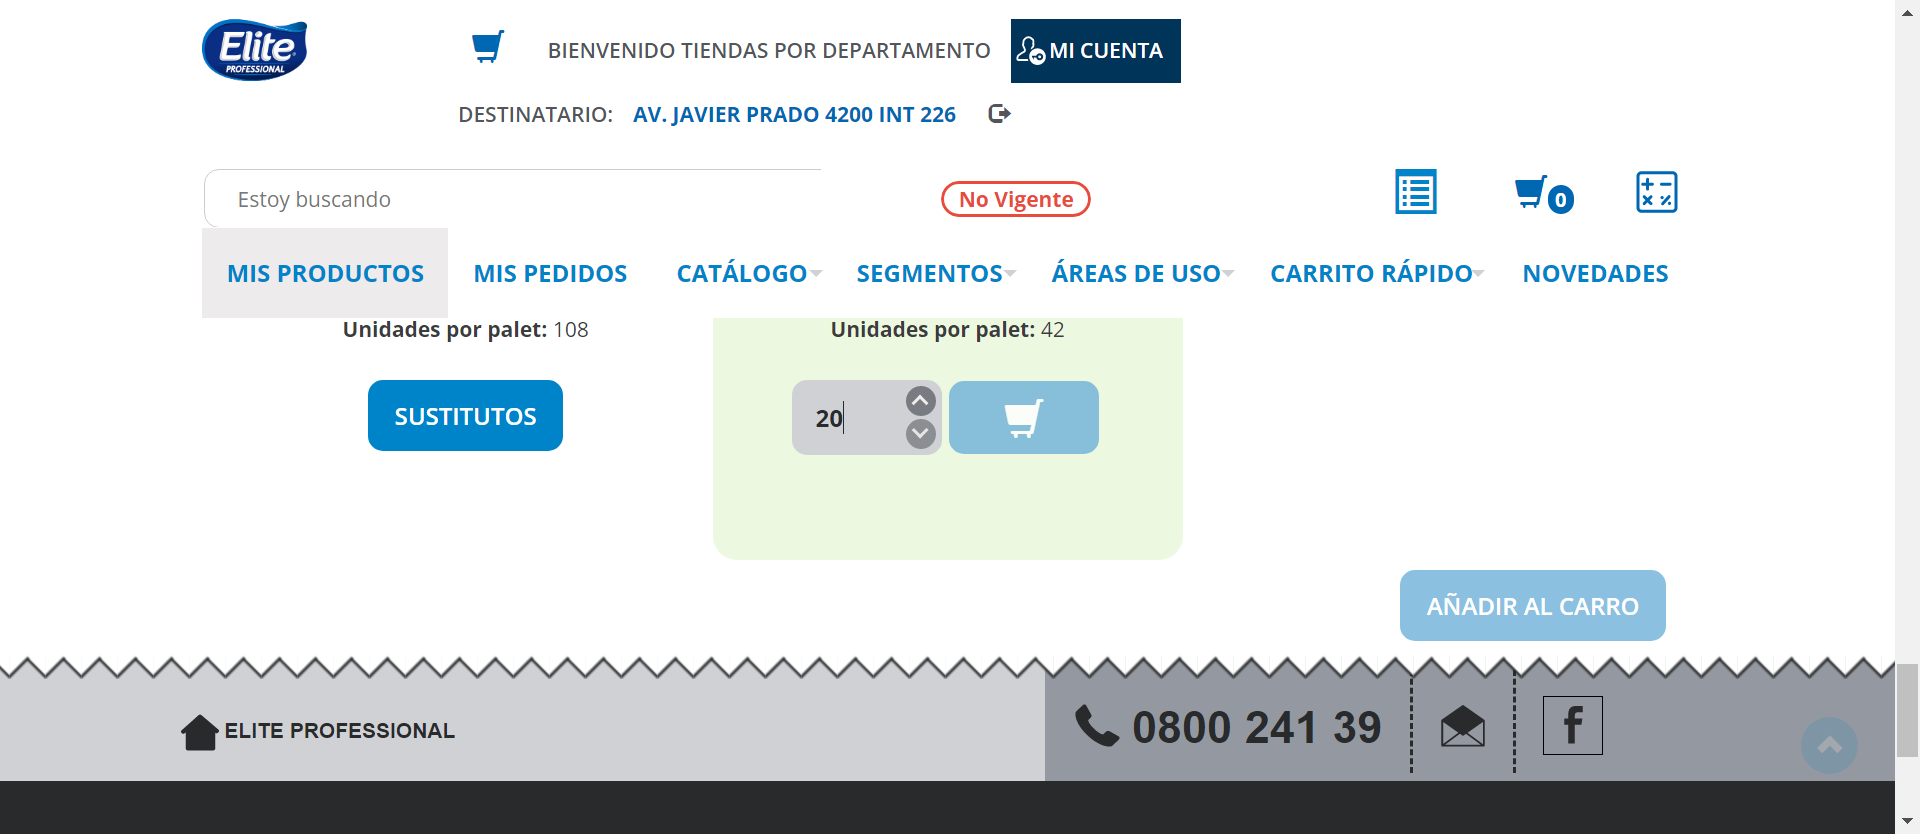 Elite
PROFESSIONAL
BIENVENIDO TIENDAS POR DEPARTAMENTO
MI CUENTA
DESTINATARIO: AV. JAVIER PRADO 4200 INT 226
Estoy buscando
No Vigente
0
MIS PRODUCTOS
MIS PEDIDOS
CATÁLOGO
SEGMENTOS
ÁREAS DE USO
CARRITO RÁPIDO
NOVEDADES
Unidades por palet: 108
Unidades por palet: 42
SUSTITUTOS
20
AÑADIR AL CARRO
ELITE PROFESSIONAL
0800 241 39
f